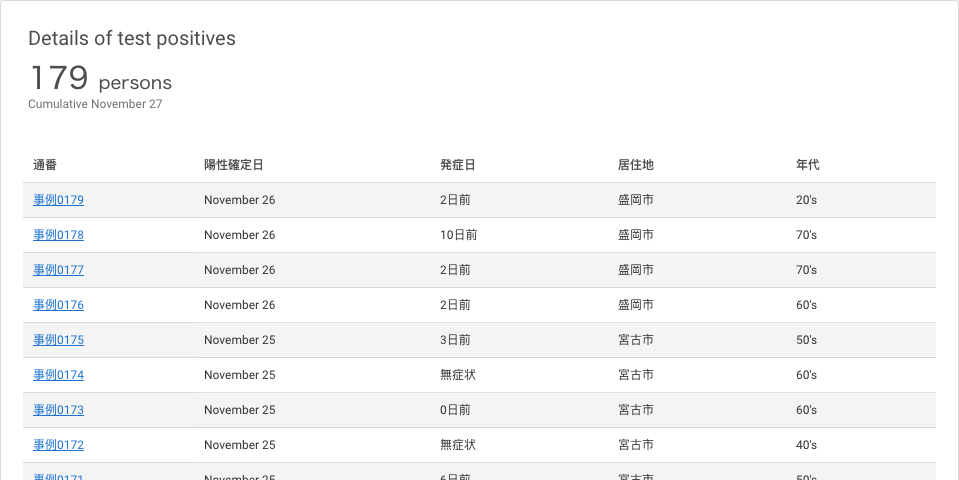 Details of test positives
179 persons
Cumulative November 27
通番 陽性確定日 発症日 居住地 年代
事例0179 November 26 2日前 盛岡市 20's
事例0178 November 26 10日前 盛岡市 70's
事例0177 November 26 2日前 盛岡市 70's
事例0176 November 26 2日前 盛岡市 60's
事例0175 November 25 3日前 宮古市 50's
事例0174 November 25 無症状 宮古市 60's
事例0173 November 25 0日前 宮古市 60's
事例0172 November 25 無症状 宮古市 40's
事例0171 November 25 6日前 宮古市 50's